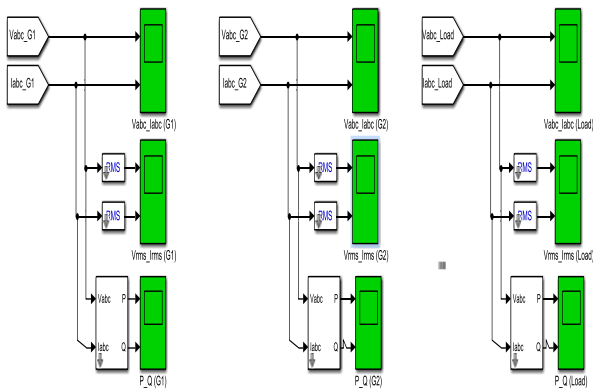 Vabc_G1
Iabc_G1
Vabc_Iabc (G1)
RMS
RMS
Vrms_Irms (G1)
Vabc P
Iabc Q
P_Q (G1)
Vabc_G2
Iabc_G2
Vabc_Iabc (G2)
RMS
RMS
Vrms_Irms (G2)
Vabc P
Iabc Q
P_Q (G2)
Vabc_Load
Iabc_Load
Vabc_Iabc (Load)
RMS
RMS
Vrms_Irms (Load)
Vabc P
Iabc Q
P_Q (Load)